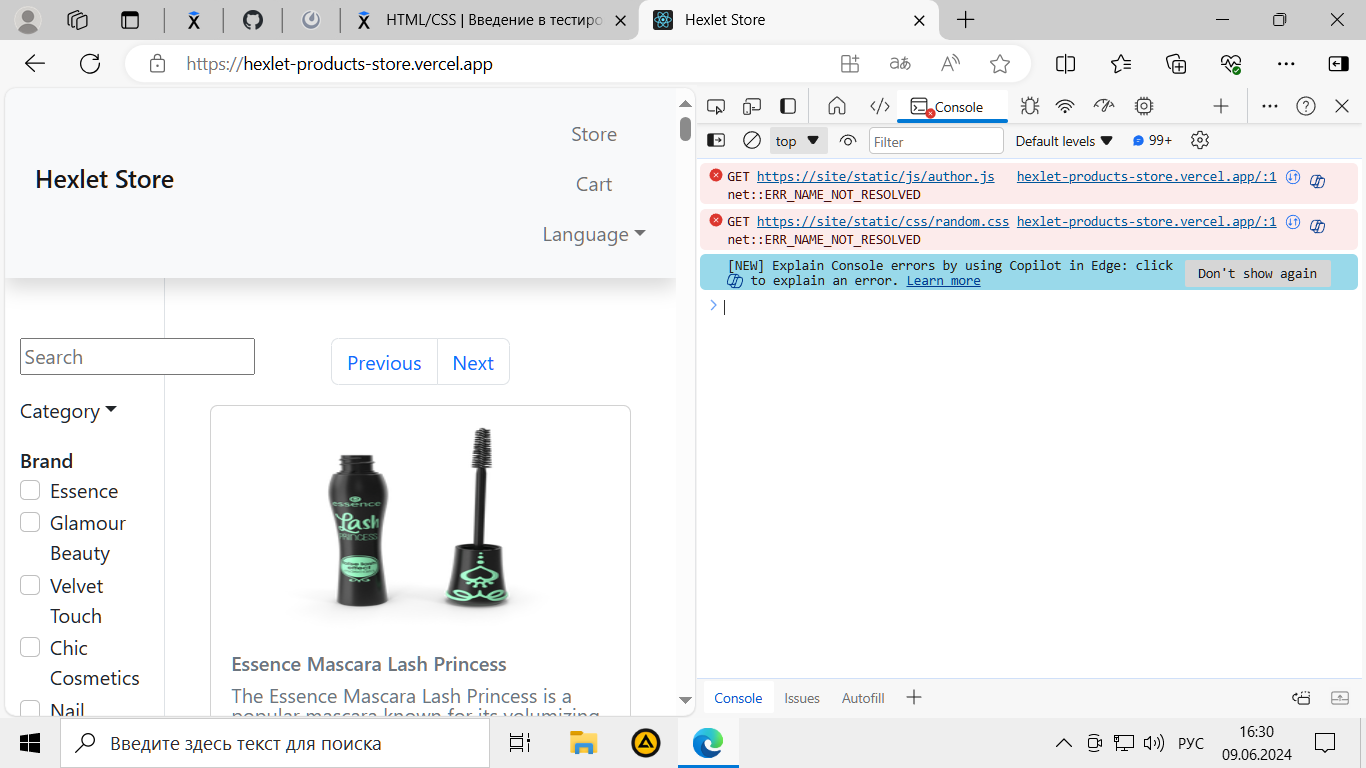 HTML/CSS | Введение в тестиро
Hexlet Store
https://hexlet-products-store.vercel.app
Store
Hexlet Store
Cart
Language
Search
Previous
Next
Category
Brand
Essence
Glamour
Beauty
Velvet
Touch
Chic
Cosmetics
Nail
essence
Lash
PRINCESS
Essence Mascara Lash Princess
The Essence Mascara Lash Princess is a
popular mascara known for its volumizing
Console
top
Filter
Default levels
99+
GET https://site/static/js/author.js hexlet-products-store.vercel.app/:1
net::ERR_NAME_NOT_RESOLVED
GET https://site/static/css/random.css hexlet-products-store.vercel.app/:1
net::ERR_NAME_NOT_RESOLVED
[NEW] Explain Console errors by using Copilot in Edge: click
to explain an error. Learn more
Don't show again
Console
Issues
Autofill
Введите здесь текст для поиска
РУС
16:30
09.06.2024